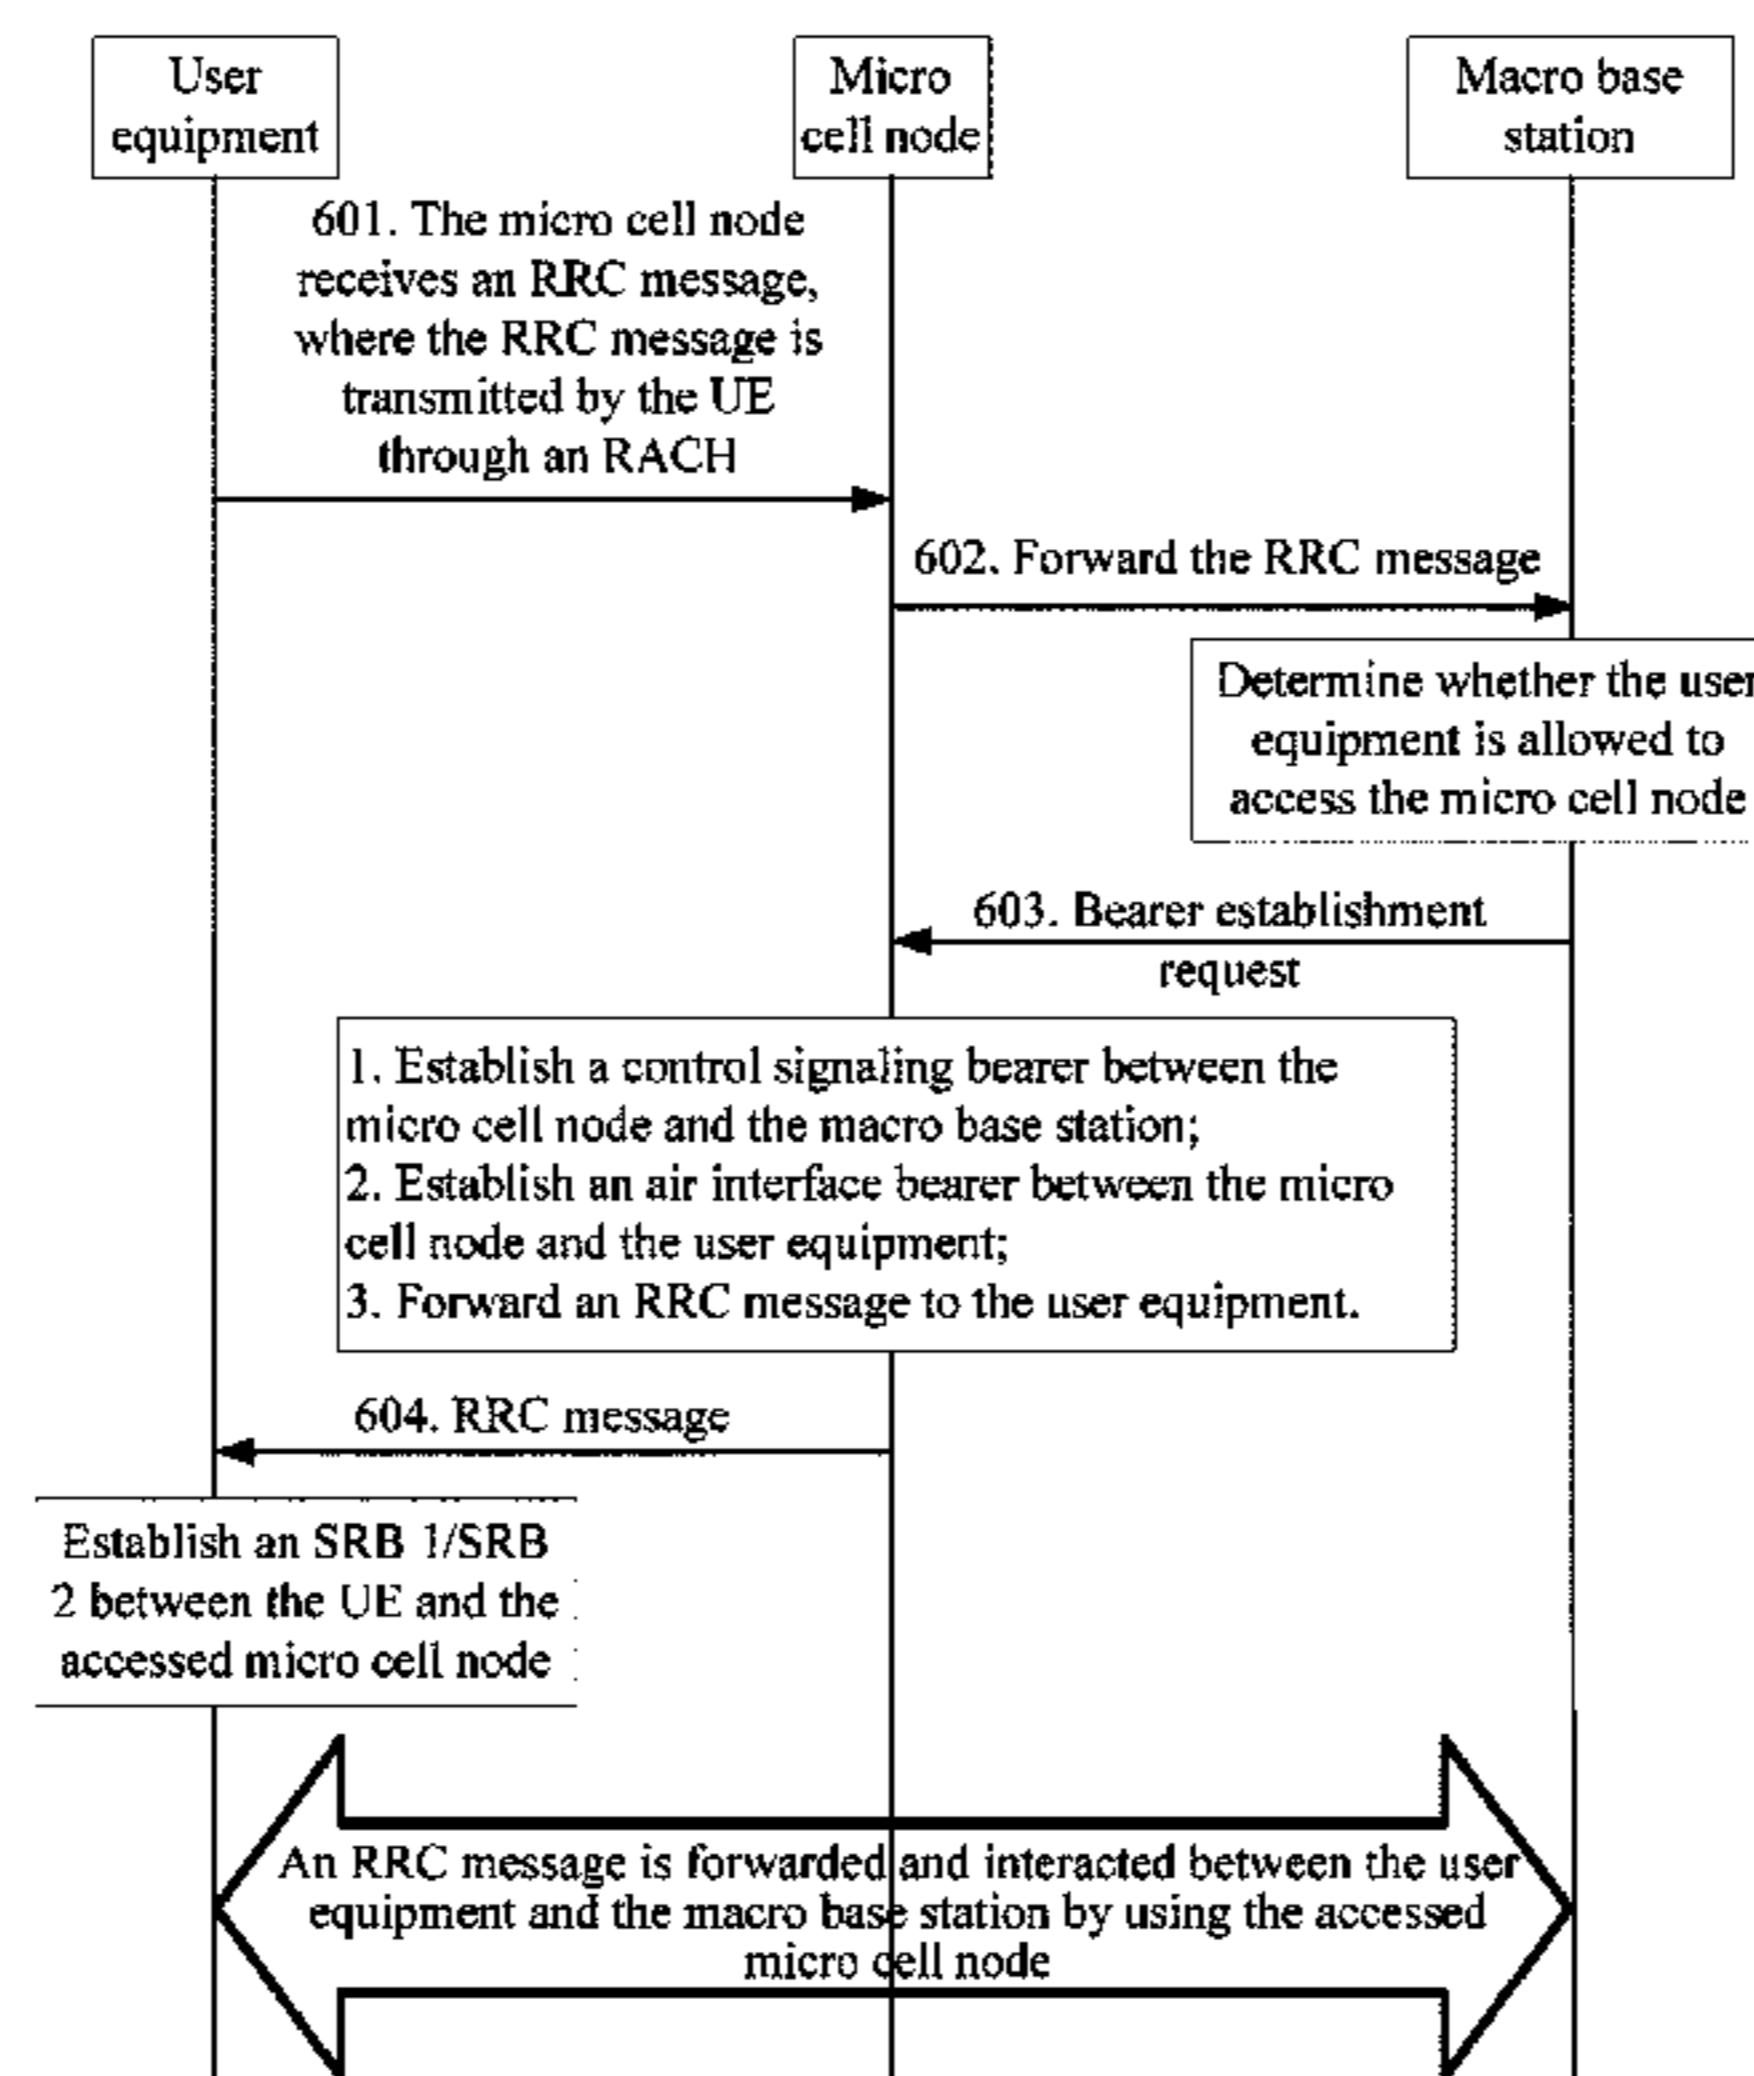 User
equipment
Micro
cell node
Macro base
station
601. The micro cell node
receives an RRC message,
where the RRC message is
transmitted by the UE
through an RACH
602. Forward the RRC message
Determine whether the user
equipment is allowed to
access the micro cell node
603. Bearer establishment
request
1. Establish a control signaling bearer between the
micro cell node and the macro base station;
2. Establish an air interface bearer between the micro
cell node and the user equipment;
3. Forward an RRC message to the user equipment.
604. RRC message
Establish an SRB 1/SRB
2 between the UE and the
accessed micro cell node
An RRC message is forwarded and interacted between the user
equipment and the macro base station by using the accessed
micro cell node